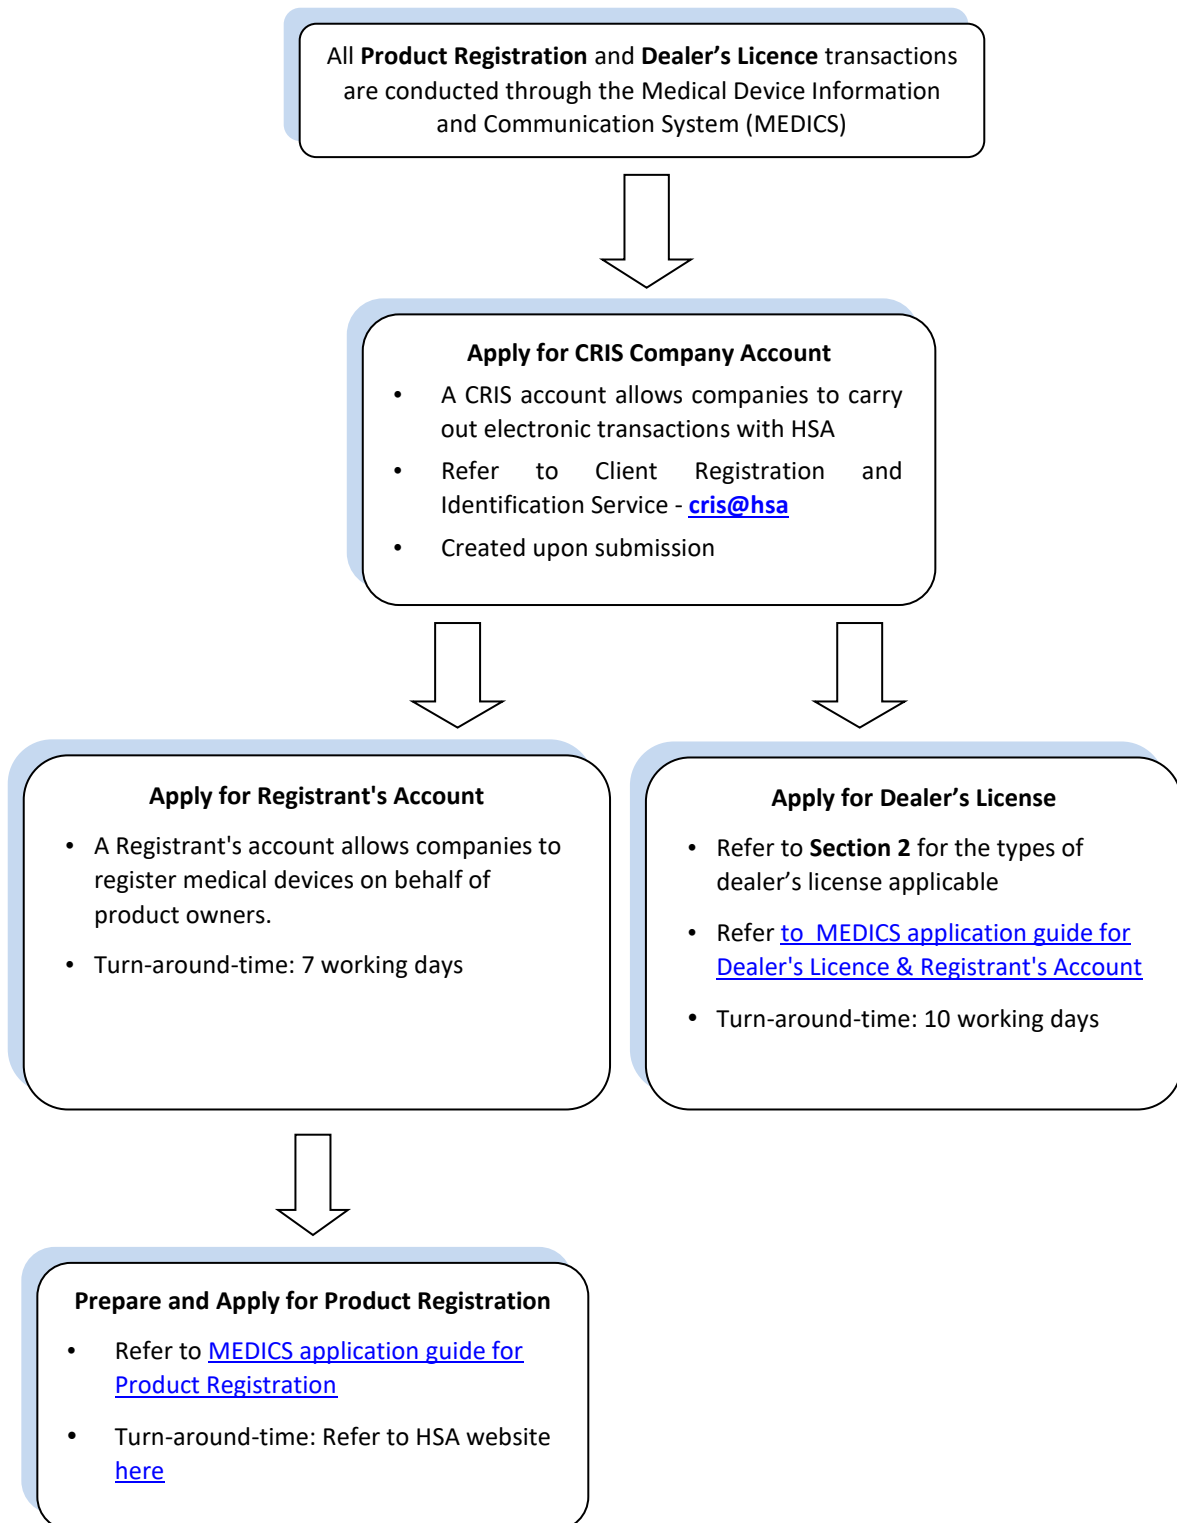 All Product Registration and Dealer’s Licence transactions
are conducted through the Medical Device Information
and Communication System (MEDICS)
Apply for CRIS Company Account
• A CRIS account allows companies to carry
out electronic transactions with HSA
• Refer to Client Registration and
Identification Service - cris@hsa
• Created upon submission
Apply for Registrant's Account
• A Registrant's account allows companies to
register medical devices on behalf of
product owners.
• Turn-around-time: 7 working days
Apply for Dealer’s License
• Refer to Section 2 for the types of
dealer’s license applicable
• Refer to  MEDICS application guide for
Dealer's Licence & Registrant's Account
• Turn-around-time: 10 working days
Prepare and Apply for Product Registration
• Refer to MEDICS application guide for
Product Registration
• Turn-around-time: Refer to HSA website
here